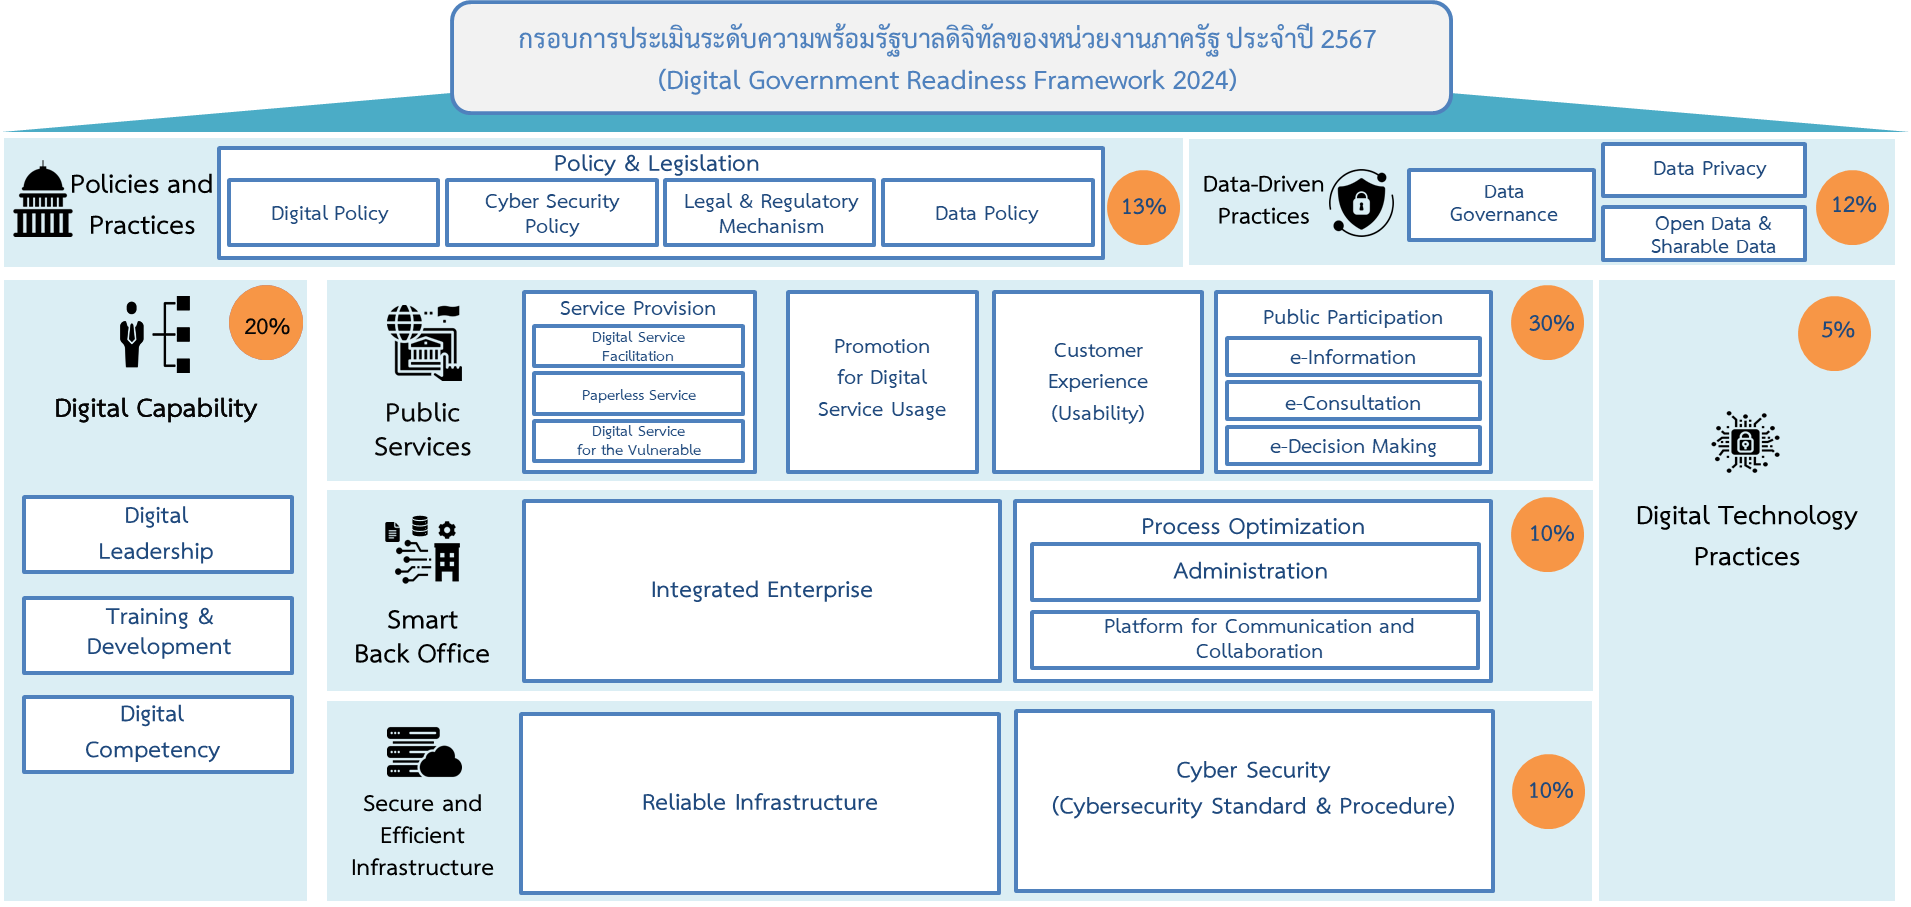 กรอบการประเมินระดับความพร้อมรัฐบาลดิจิทัลของหน่วยงานภาครัฐ ประจำปี 2567
(Digital Government Readiness Framework 2024)
Policies and
Practices
Policy & Legislation
Digital Policy
Cyber Security
Policy
Legal & Regulatory
Mechanism
Data Policy
13%
Data-Driven
Practices
Data
Governance
Data Privacy
Open Data &
Sharable Data
12%
20%
Digital Capability
Digital
Leadership
Training &
Development
Digital
Competency
Public
Services
Service Provision
Digital Service
Facilitation
Paperless Service
Digital Service
for the Vulnerable
Promotion
for Digital
Service Usage
Customer
Experience
(Usability)
Public Participation
e-Information
e-Consultation
e-Decision Making
30%
Smart
Back Office
Integrated Enterprise
Process Optimization
Administration
Platform for Communication and
Collaboration
10%
Secure and
Efficient
Infrastructure
Reliable Infrastructure
Cyber Security
(Cybersecurity Standard & Procedure)
10%
5%
Digital Technology
Practices